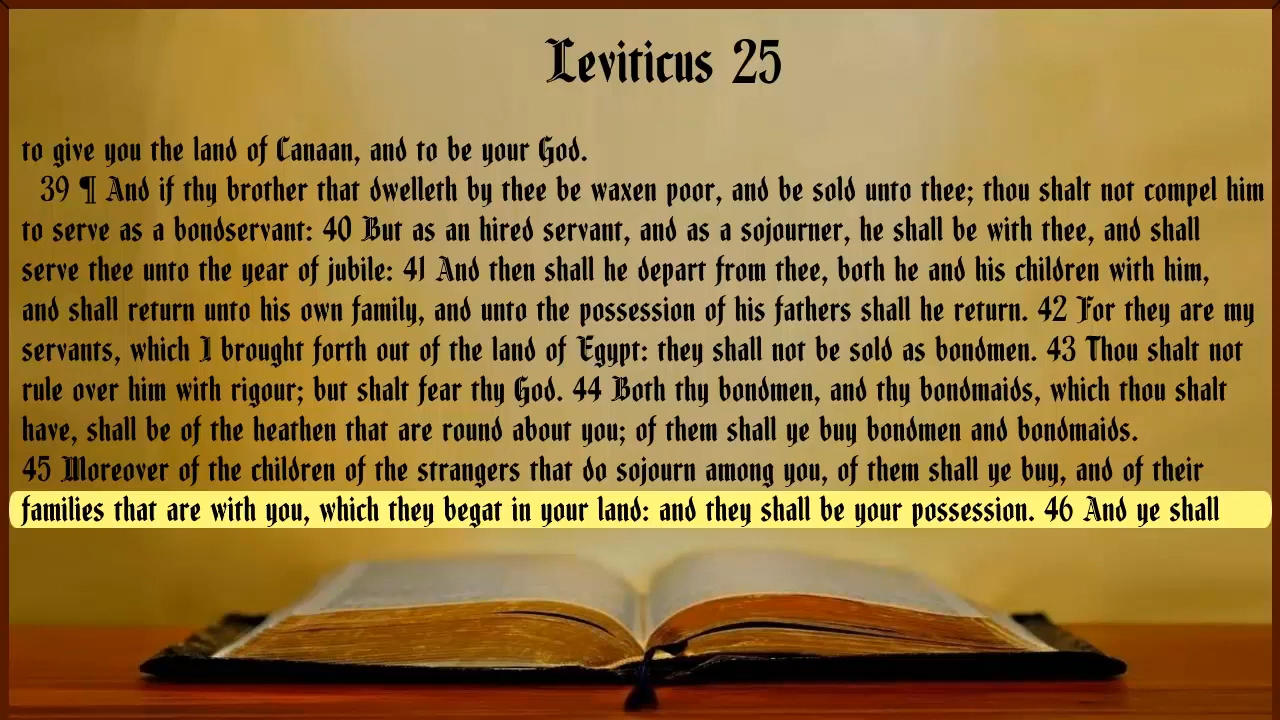 Leviticus 25
to give you the land of Canaan, and to be your God.
39 ¶ And if thy brother that dwelleth by thee be waxen poor, and be sold unto thee; thou shalt not compel him
to serve as a bondservant: 40 But as an hired servant, and as a sojourner, he shall be with thee, and shall
serve thee unto the year of jubile: 41 And then shall he depart from thee, both he and his children with him,
and shall return unto his own family, and unto the possession of his fathers shall he return. 42 For they are my
servants, which I brought forth out of the land of Egypt: they shall not be sold as bondmen. 43 Thou shalt not
rule over him with rigour; but shalt fear thy God. 44 Both thy bondmen, and thy bondmaids, which thou shalt
have, shall be of the heathen that are round about you; of them shall ye buy bondmen and bondmaids.
45 Moreover of the children of the strangers that do sojourn among you, of them shall ye buy, and of their
families that are with you, which they begat in your land: and they shall be your possession. 46 And ye shall